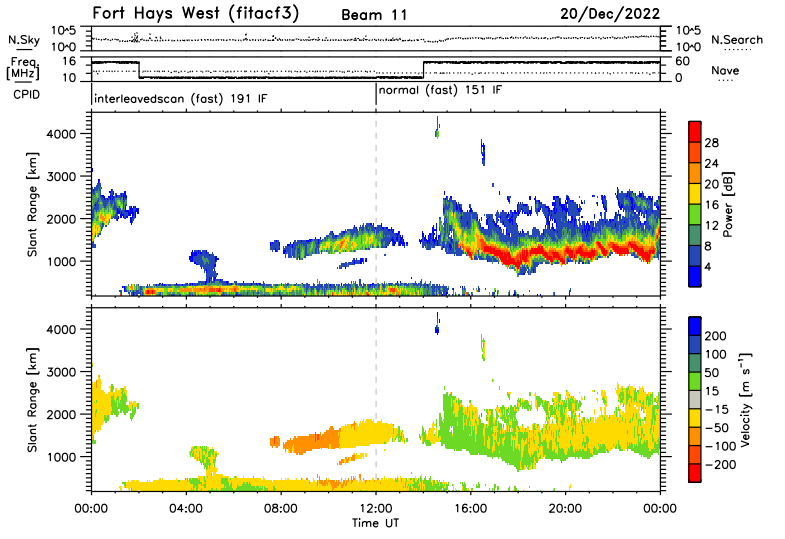 Fort Hays West (fitacf3) Beam 11 20/Dec/2022
N.Sky 10^5 10^0 10^5 10^0 N.Search
Freq. [MHz] 16 10 60 0 Nave
CPID interleavedscan (fast) 191 IF normal (fast) 151 IF
Slant Range [km]
4000
3000
2000
1000
28
24
20
16
12
8
4
Power [dB]
Slant Range [km]
4000
3000
2000
1000
200
100
50
15
-15
-50
-100
-200
Velocity [m s⁻¹]
00:00 04:00 08:00 12:00 16:00 20:00 00:00
Time UT